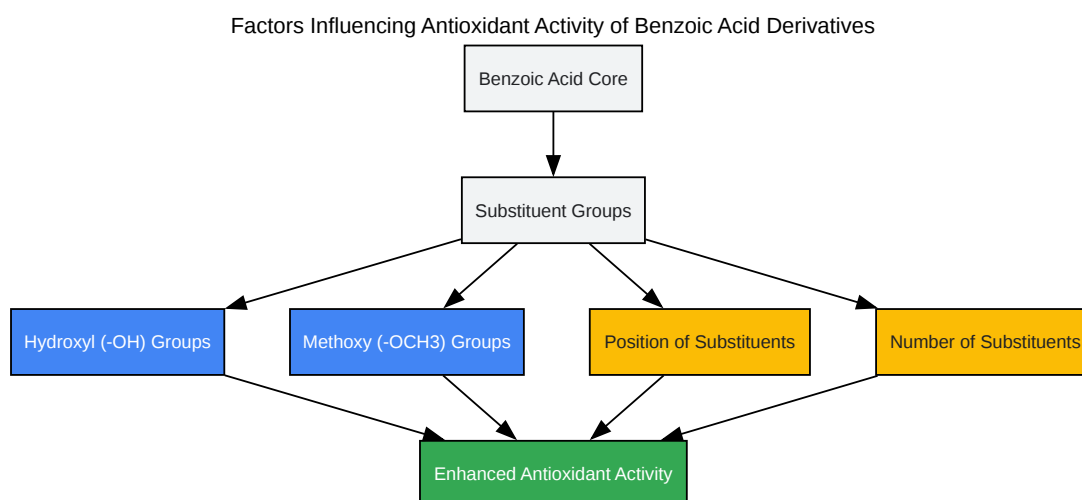 Factors Influencing Antioxidant Activity of Benzoic Acid Derivatives
Benzoic Acid Core
Substituent Groups
Hydroxyl (-OH) Groups
Methoxy (-OCH3) Groups
Position of Substituents
Number of Substituents
Enhanced Antioxidant Activity